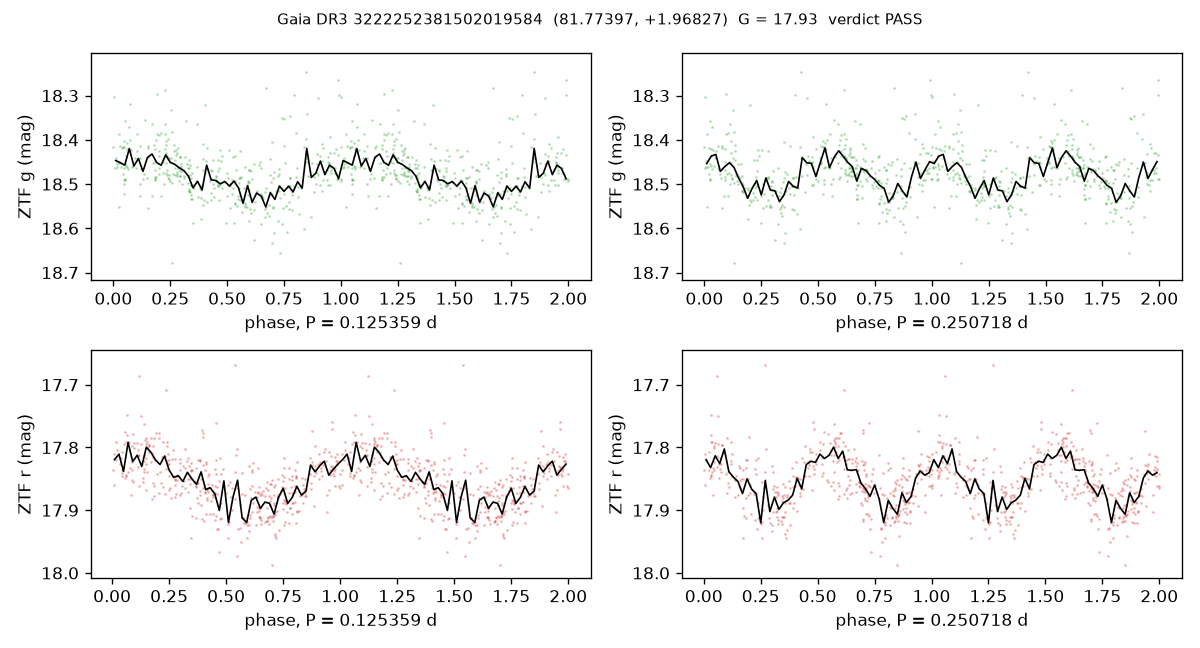 Gaia DR3 3222252381502019584 (81.77397, +1.96827) G = 17.93 verdict PASS
ZTF g (mag)
18.3
18.4
18.5
18.6
18.7
0.00 0.25 0.50 0.75 1.00 1.25 1.50 1.75 2.00
phase, P = 0.125359 d
ZTF g (mag)
18.3
18.4
18.5
18.6
18.7
0.00 0.25 0.50 0.75 1.00 1.25 1.50 1.75 2.00
phase, P = 0.250718 d
ZTF r (mag)
17.7
17.8
17.9
18.0
0.00 0.25 0.50 0.75 1.00 1.25 1.50 1.75 2.00
phase, P = 0.125359 d
ZTF r (mag)
17.7
17.8
17.9
18.0
0.00 0.25 0.50 0.75 1.00 1.25 1.50 1.75 2.00
phase, P = 0.250718 d